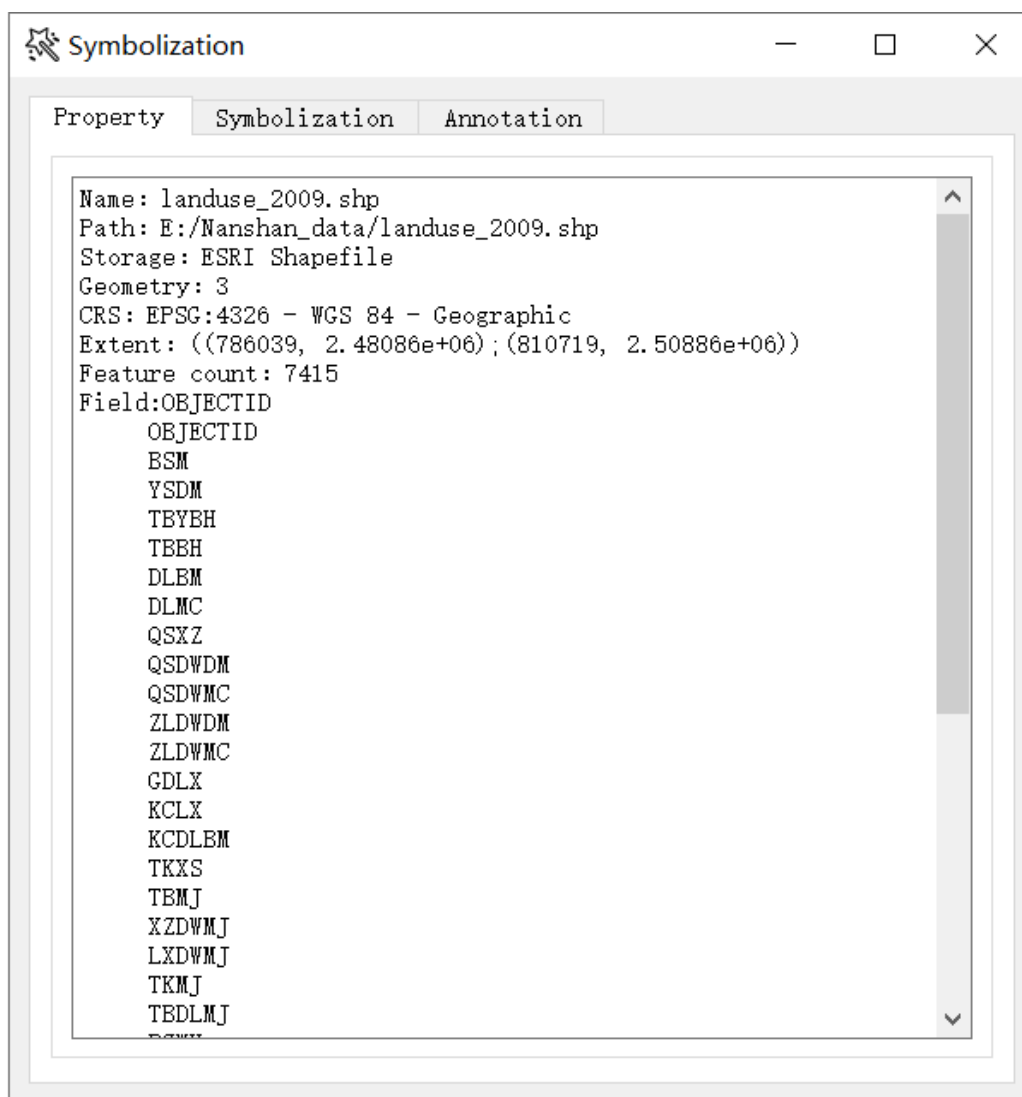 Symbolization
Property Symbolization Annotation
Name: landuse_2009.shp
Path: E:/Nanshan_data/landuse_2009.shp
Storage: ESRI Shapefile
Geometry: 3
CRS: EPSG:4326 - WGS 84 - Geographic
Extent: ((786039, 2.48086e+06);(810719, 2.50886e+06))
Feature count: 7415
Field:OBJECTID
OBJECTID
BSM
YSDM
TBYBH
TBBH
DLBM
DLMC
QSXZ
QSDWDM
QSDWMC
ZLDWDM
ZLDWMC
GDLX
KCLX
KCDLBM
TKXS
TBMJ
XZDWMJ
LXDWMJ
TKMJ
TBDLMJ